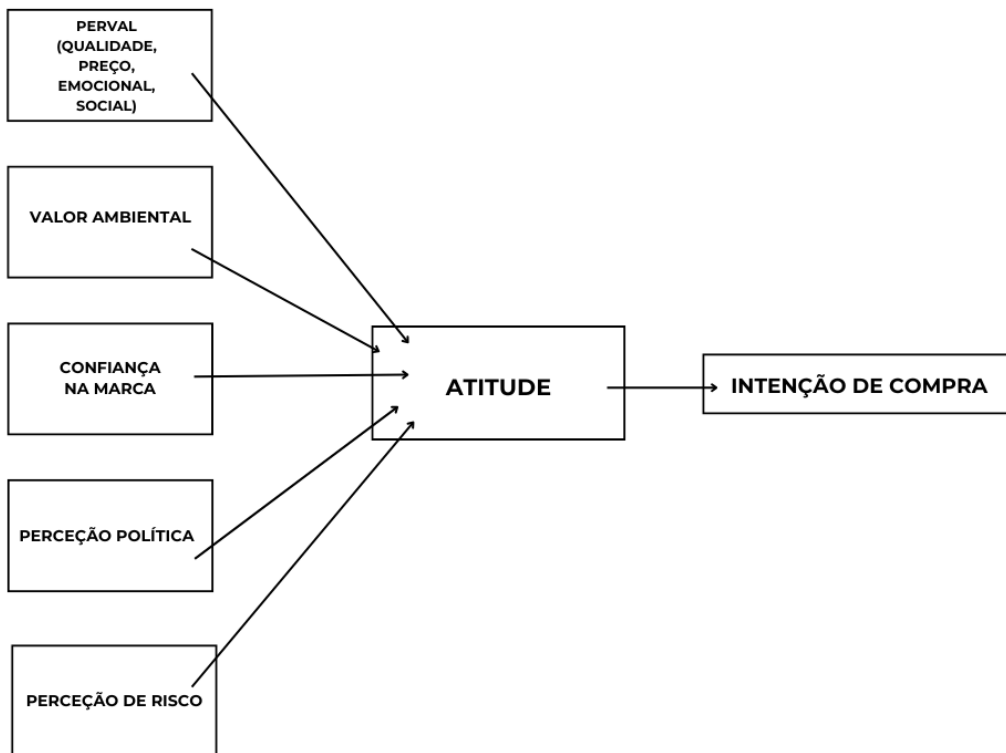 PERVAL
(QUALIDADE,
PREÇO,
EMOCIONAL,
SOCIAL)
VALOR AMBIENTAL
CONFIANÇA
NA MARCA
PERCEÇÃO POLÍTICA
PERCEÇÃO DE RISCO
ATITUDE
INTENÇÃO DE COMPRA